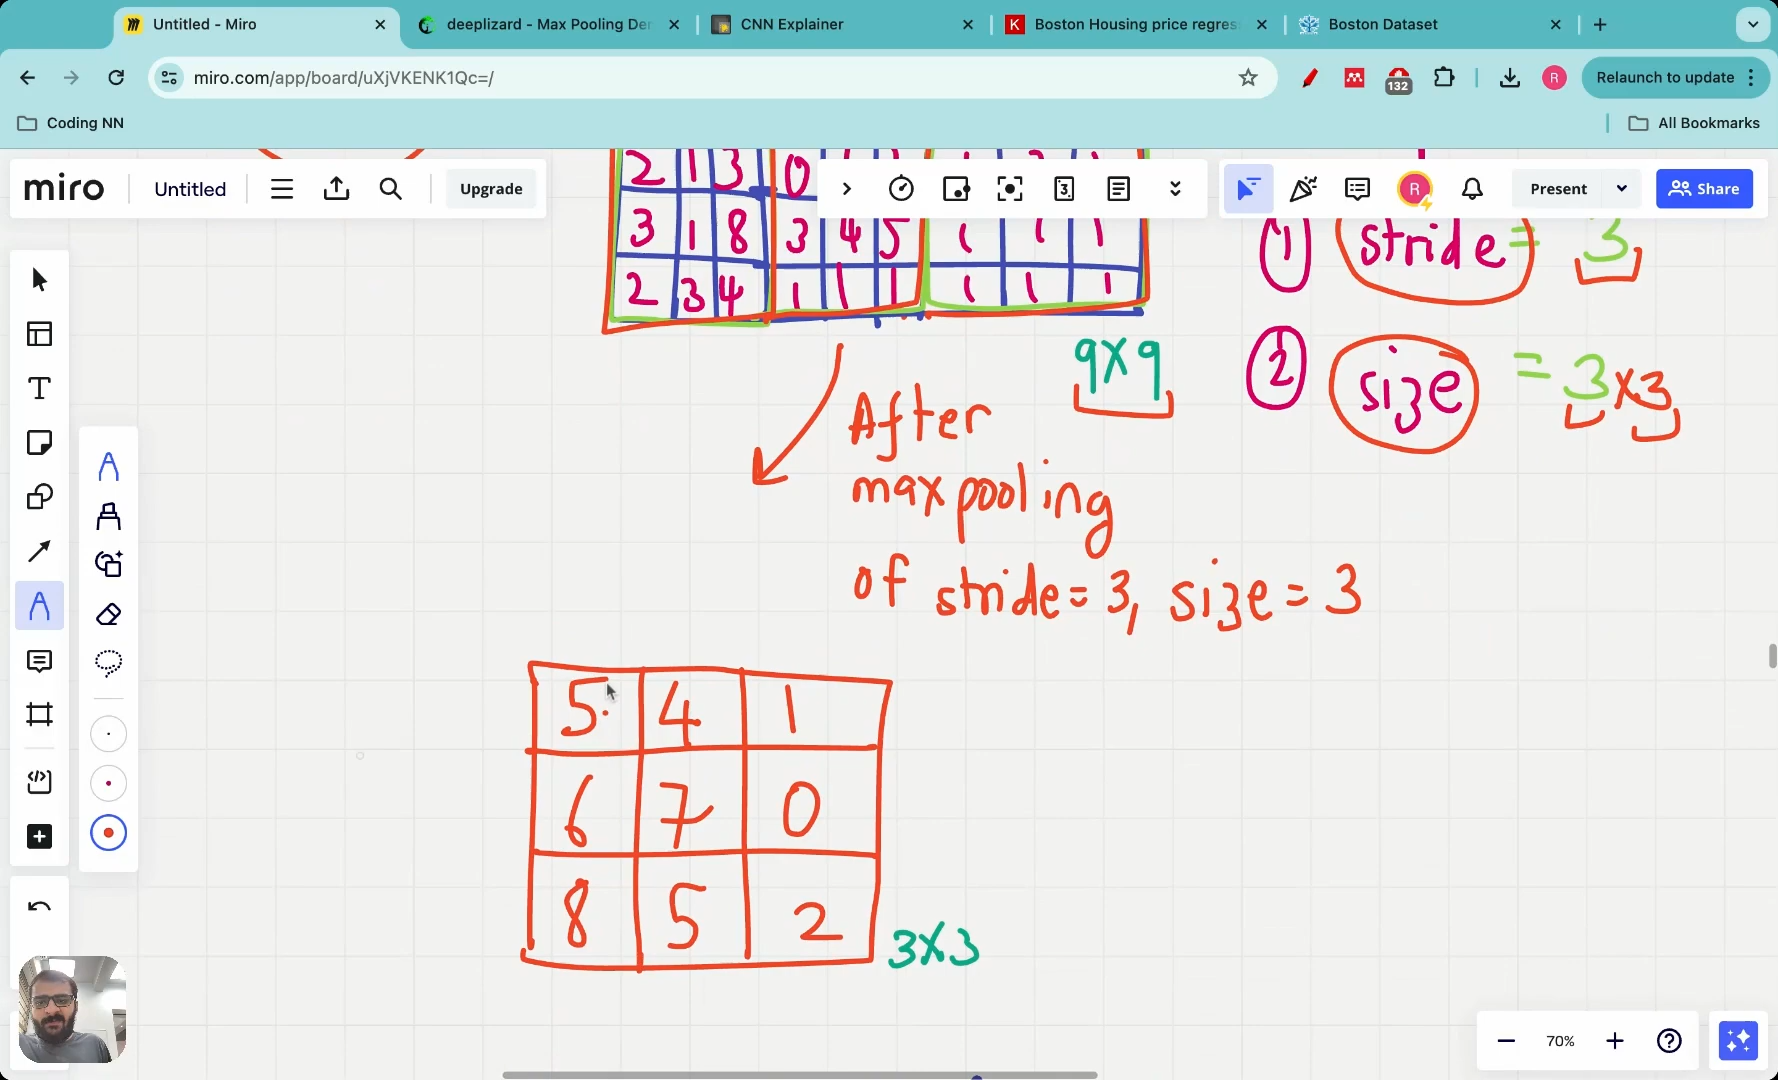 Untitled - Miro
deeplizard - Max Pooling De
CNN Explainer
K Boston Housing price regres
Boston Dataset
miro.com/app/board/uXjVKENK1Qc=/
132
R
Relaunch to update
Coding NN
All Bookmarks
miro
Untitled
Upgrade
3
R
Present
Share
2 1 3 0
3 1 8 3 4 5 1 1 1
2 3 4 1 1 1 1 1 1
1 stride = 3
9X9
2 size = 3x3
After
max pooling
of stride = 3, size = 3
5. 4 1
6 7 0
8 5 2
3X3
70%